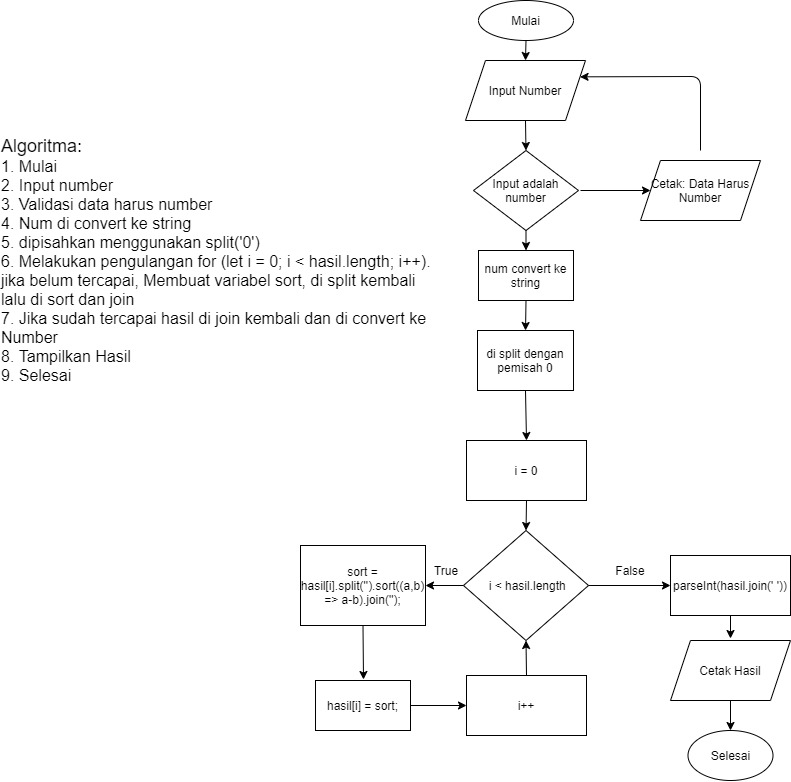 Mulai
Input Number
Algoritma:
1. Mulai
2. Input number
3. Validasi data harus number
4. Num di convert ke string
5. dipisahkan menggunakan split('0')
6. Melakukan pengulangan for (let i = 0; i < hasil.length; i++).
jika belum tercapai, Membuat variabel sort, di split kembali
lalu di sort dan join
7. Jika sudah tercapai hasil di join kembali dan di convert ke
Number
8. Tampilkan Hasil
9. Selesai
Input adalah
number
Cetak: Data Harus
Number
num convert ke
string
di split dengan
pemisah 0
i = 0
i < hasil.length
True
False
sort =
hasil[i].split('').sort((a,b)
=> a-b).join('');
hasil[i] = sort;
i++
parseInt(hasil.join(' '))
Cetak Hasil
Selesai